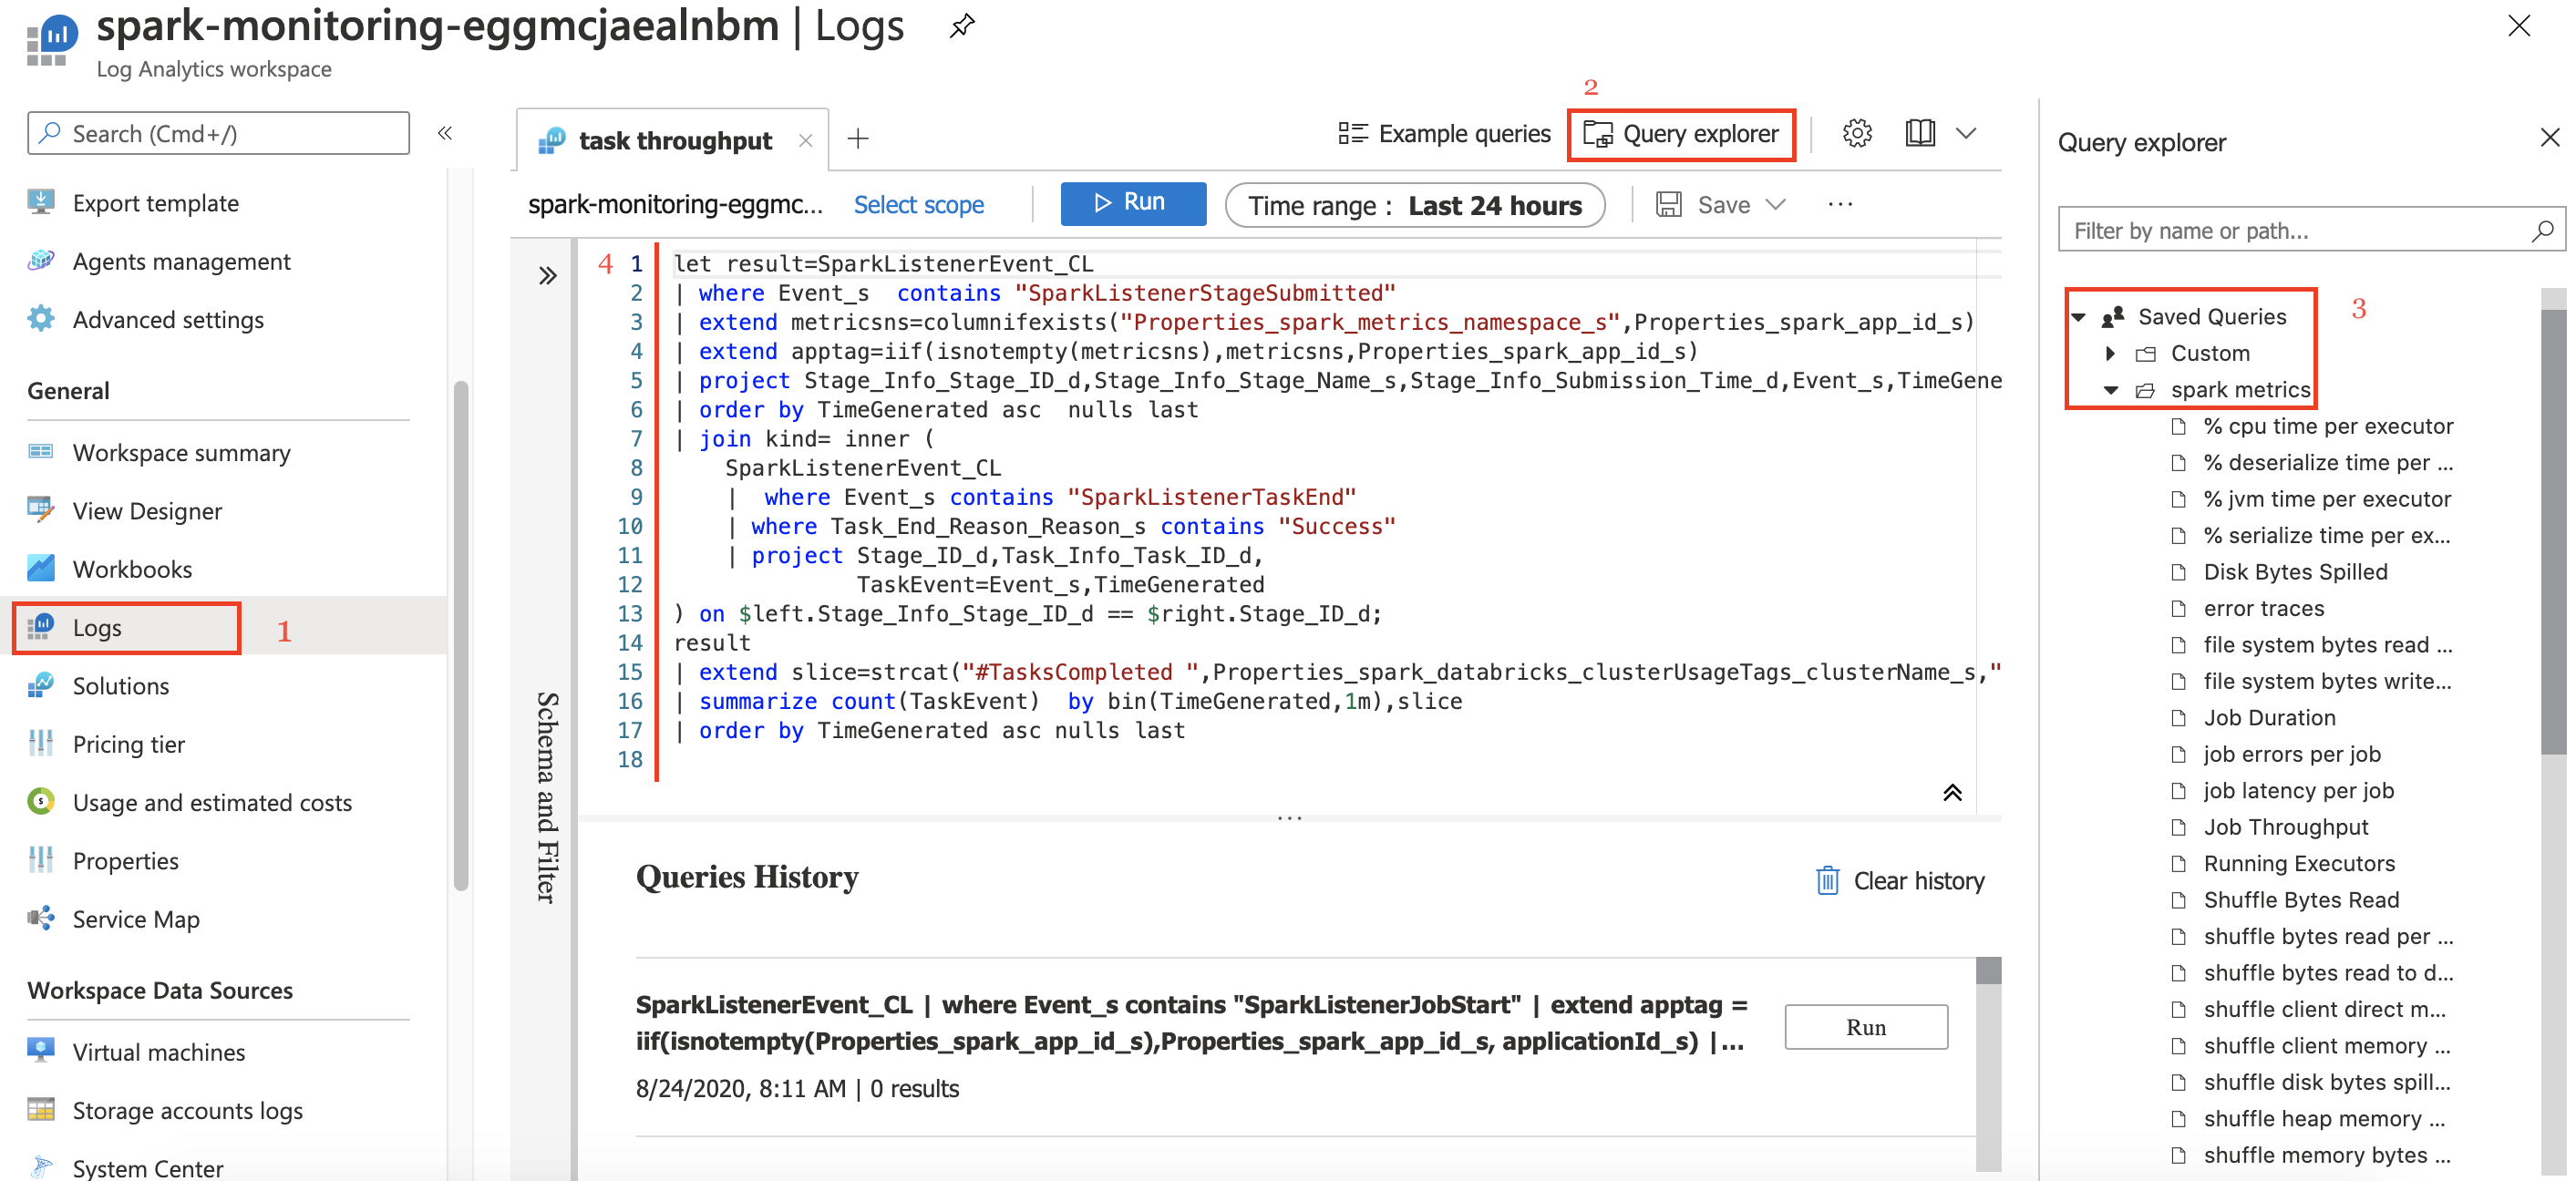 spark-monitoring-eggmcjaealnbm | Logs
Log Analytics workspace
Search (Cmd+/)
«
Export template
Agents management
Advanced settings
General
Workspace summary
View Designer
Workbooks
Logs
1
Solutions
Pricing tier
Usage and estimated costs
Properties
Service Map
Workspace Data Sources
Virtual machines
Storage accounts logs
System Center
task throughput
Example queries
2
Query explorer
spark-monitoring-eggmc...
Select scope
Run
Time range : Last 24 hours
Save
...
Schema and Filter
4
1 let result=SparkListenerEvent_CL
2 | where Event_s  contains "SparkListenerStageSubmitted"
3 | extend metricsns=columnifexists("Properties_spark_metrics_namespace_s",Properties_spark_app_id_s)
4 | extend apptag=iif(isnotempty(metricsns),metricsns,Properties_spark_app_id_s)
5 | project Stage_Info_Stage_ID_d,Stage_Info_Stage_Name_s,Stage_Info_Submission_Time_d,Event_s,TimeGene
6 | order by TimeGenerated asc  nulls last
7 | join kind= inner (
8     SparkListenerEvent_CL
9     |  where Event_s contains "SparkListenerTaskEnd"
10     | where Task_End_Reason_Reason_s contains "Success"
11     | project Stage_ID_d,Task_Info_Task_ID_d,
12               TaskEvent=Event_s,TimeGenerated
13 ) on $left.Stage_Info_Stage_ID_d == $right.Stage_ID_d;
14 result
15 | extend slice=strcat("#TasksCompleted ",Properties_spark_databricks_clusterUsageTags_clusterName_s,"
16 | summarize count(TaskEvent)  by bin(TimeGenerated,1m),slice
17 | order by TimeGenerated asc nulls last
18
Queries History
Clear history
SparkListenerEvent_CL | where Event_s contains "SparkListenerJobStart" | extend apptag =
iif(isnotempty(Properties_spark_app_id_s),Properties_spark_app_id_s, applicationId_s) |...
Run
8/24/2020, 8:11 AM | 0 results
Query explorer
Filter by name or path...
Saved Queries
3
Custom
spark metrics
% cpu time per executor
% deserialize time per ...
% jvm time per executor
% serialize time per ex...
Disk Bytes Spilled
error traces
file system bytes read ...
file system bytes write...
Job Duration
job errors per job
job latency per job
Job Throughput
Running Executors
Shuffle Bytes Read
shuffle bytes read per ...
shuffle bytes read to d...
shuffle client direct m...
shuffle client memory ...
shuffle disk bytes spill...
shuffle heap memory ...
shuffle memory bytes ...